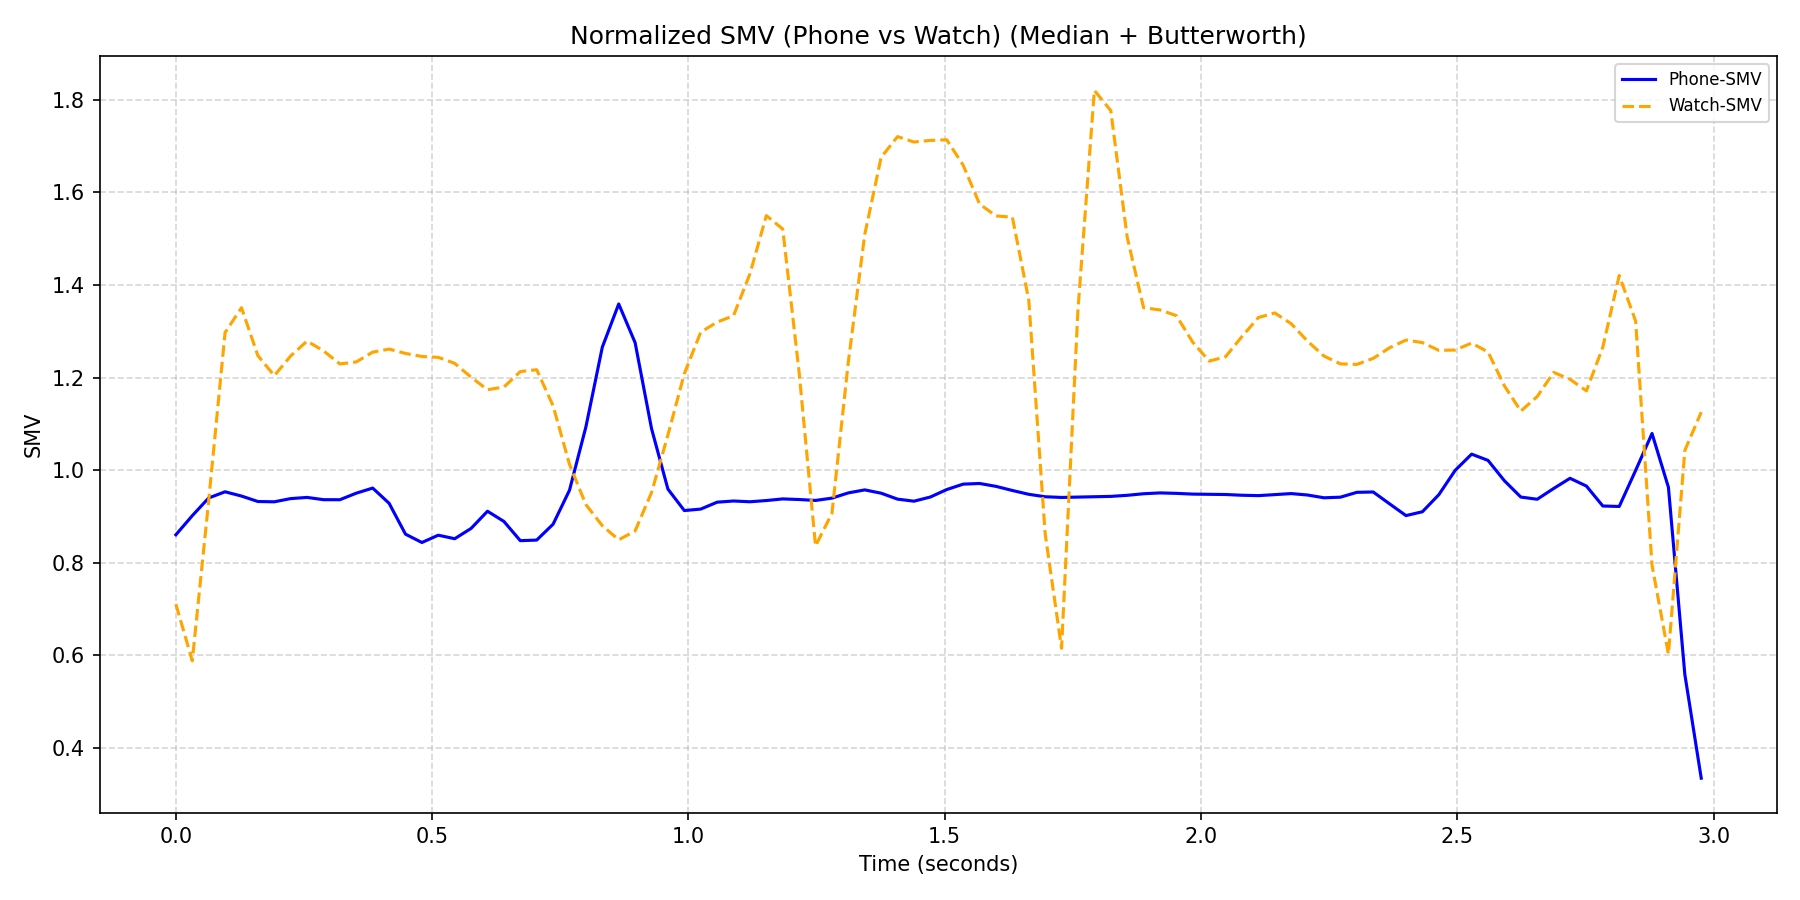 Normalized SMV (Phone vs Watch) (Median + Butterworth)
Phone-SMV
Watch-SMV
SMV
1.8
1.6
1.4
1.2
1.0
0.8
0.6
0.4
0.0 0.5 1.0 1.5 2.0 2.5 3.0
Time (seconds)